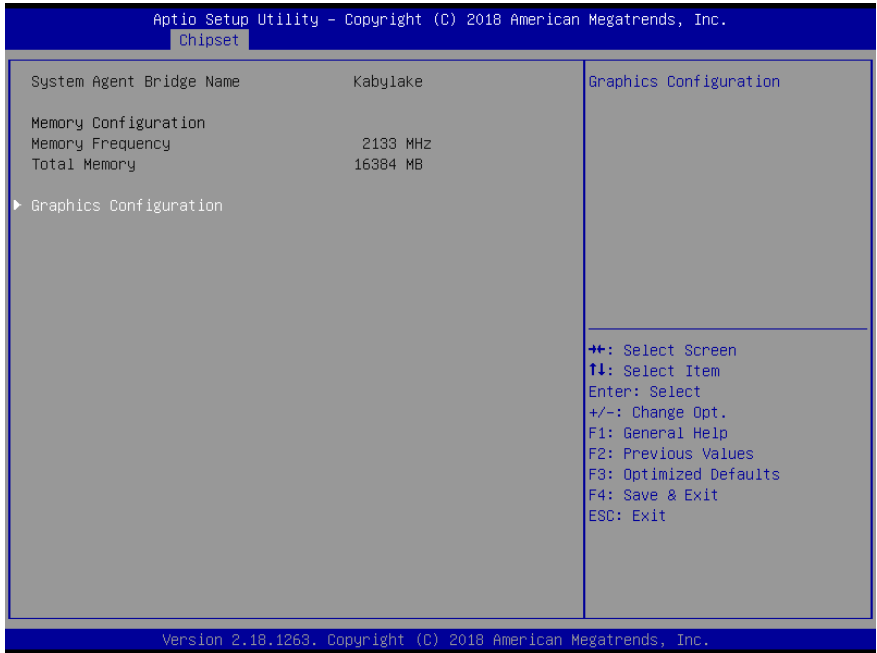 Aptio Setup Utility – Copyright (C) 2018 American Megatrends, Inc.
Chipset
System Agent Bridge Name Kabylake
Memory Configuration
Memory Frequency 2133 MHz
Total Memory 16384 MB
▶ Graphics Configuration
Graphics Configuration
→←: Select Screen
↑↓: Select Item
Enter: Select
+/-: Change Opt.
F1: General Help
F2: Previous Values
F3: Optimized Defaults
F4: Save & Exit
ESC: Exit
Version 2.18.1263. Copyright (C) 2018 American Megatrends, Inc.